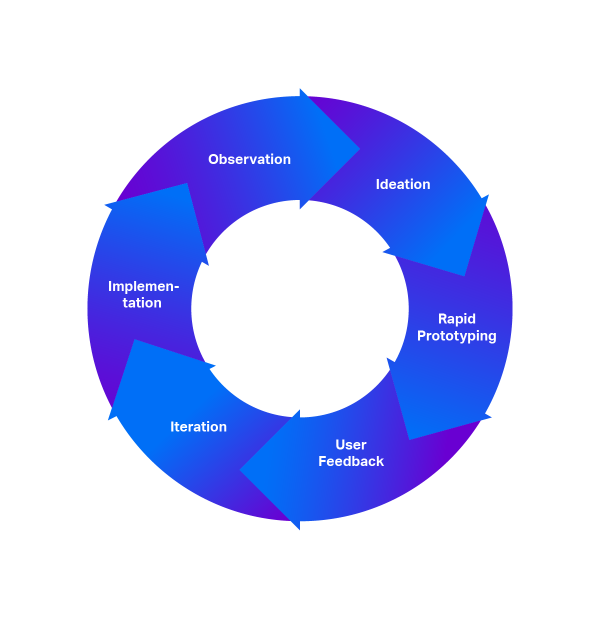 Observation
Ideation
Rapid
Prototyping
User
Feedback
Iteration
Implemen-
tation